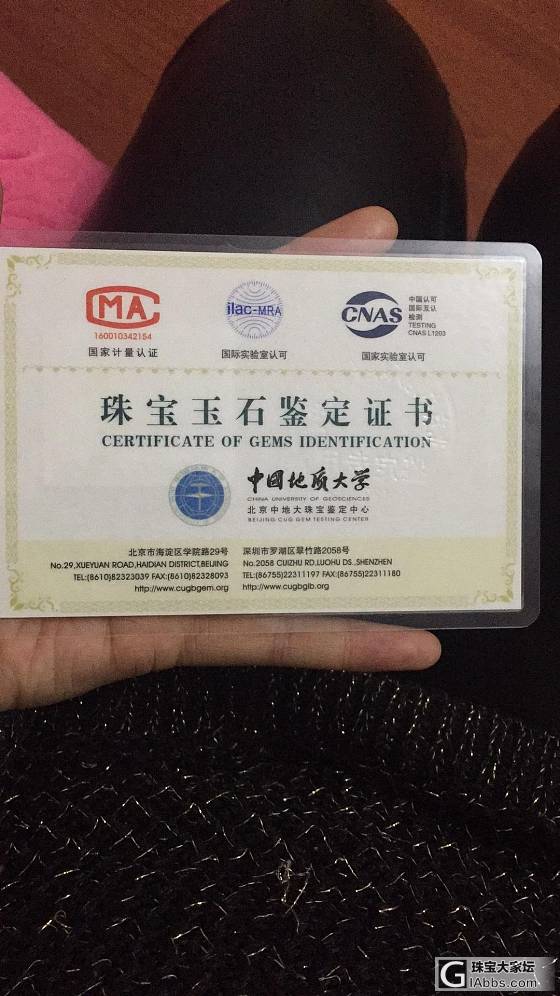 CMA
160010342154
国家计量认证
ilac-MRA
国际实验室认可
CNAS
中国认可
国际互认
检测
TESTING
CNAS L1203
国家实验室认可
珠宝玉石鉴定证书
CERTIFICATE OF GEMS IDENTIFICATION
中国地质大学
CHINA UNIVERSITY OF GEOSCIENCES
北京中地大珠宝鉴定中心
BEIJING CUG GEM TESTING CENTER
北京市海淀区学院路29号
No.29,XUEYUAN ROAD,HAIDIAN DISTRICT,BEIJING
TEL:(8610)82323039 FAX:(8610)82328093
http://www.cugbgem.org
深圳市罗湖区翠竹路2058号
No.2058 CUIZHU RD.LUOHU DS..SHENZHEN
TEL:(86755)22311197 FAX:(86755)22311180
http://www.cugbgib.org
珠宝大家坛
GIAbbs.com